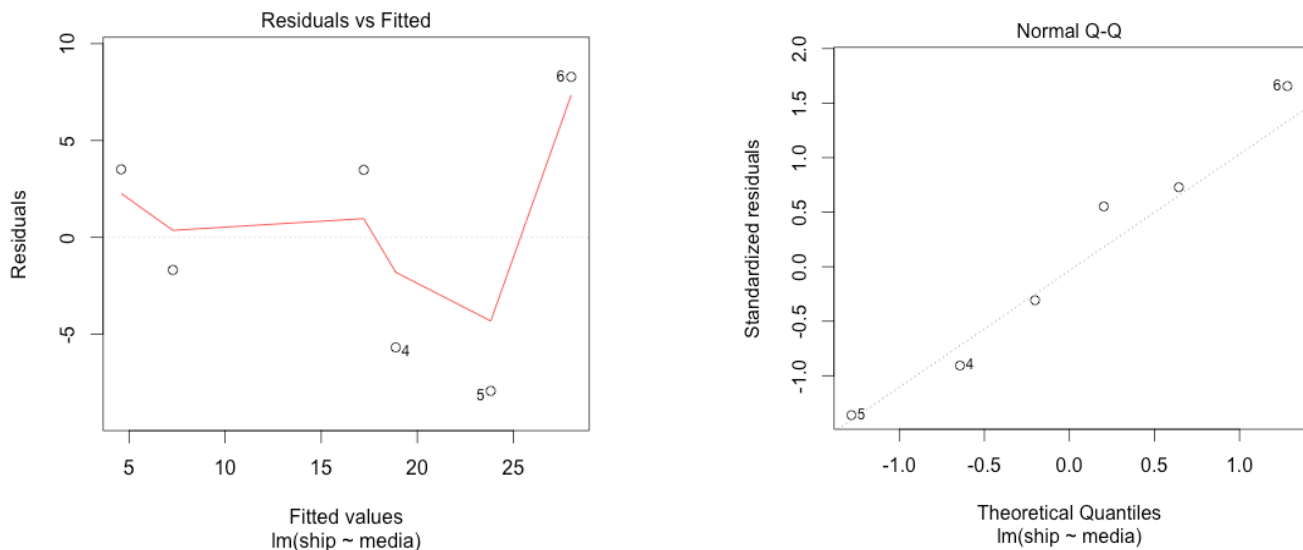 Residuals vs Fitted
10
5
0
-5
Residuals
6
4
5
5 10 15 20 25
Fitted values
lm(ship ~ media)
Normal Q-Q
2.0
1.5
1.0
0.5
0.0
-0.5
-1.0
Standardized residuals
6
4
5
-1.0 -0.5 0.0 0.5 1.0
Theoretical Quantiles
lm(ship ~ media)